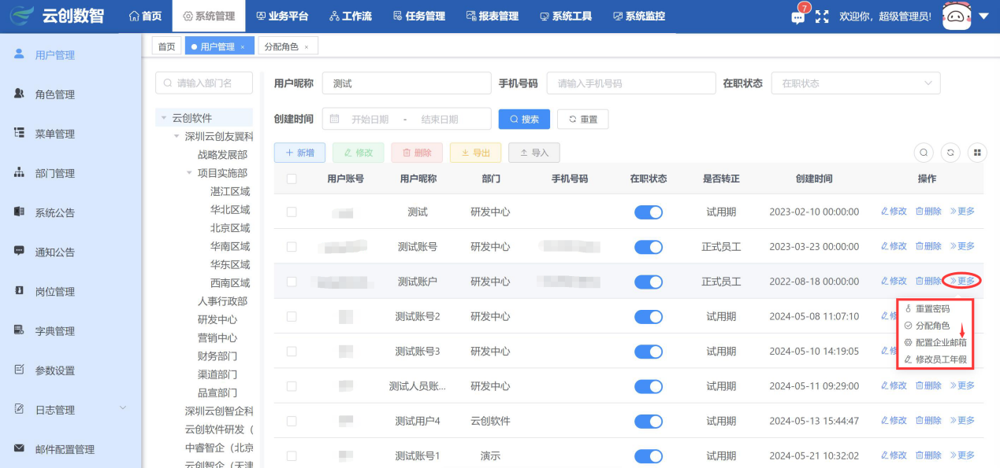 云创数智
首页
系统管理
业务平台
工作流
任务管理
报表管理
系统工具
系统监控
7
欢迎你，超级管理员!
用户管理
角色管理
菜单管理
部门管理
系统公告
通知公告
岗位管理
字典管理
参数设置
日志管理
邮件配置管理
首页
用户管理 ×
分配角色 ×
请输入部门名
云创软件
深圳云创友翼科
战略发展部
项目实施部
湛江区域
华北区域
北京区域
华南区域
华东区域
西南区域
人事行政部
研发中心
营销中心
财务部门
渠道部门
品宣部门
深圳云创智企科
云创软件研发（
中睿智企（北京
云创智企（天津
用户昵称 测试 手机号码 请输入手机号码 在职状态 在职状态
创建时间 开始日期 - 结束日期 搜索 重置
新增 修改 删除 导出 导入
用户账号 用户昵称 部门 手机号码 在职状态 是否转正 创建时间 操作
测试 研发中心 试用期 2023-02-10 00:00:00 修改 删除 更多
测试账号 研发中心 正式员工 2023-03-23 00:00:00 修改 删除 更多
测试账户 研发中心 正式员工 2022-08-18 00:00:00 修改 删除 更多
测试账号2 研发中心 试用期 2024-05-08 11:07:10
测试账号3 研发中心 试用期 2024-05-10 14:19:05
测试人员账... 研发中心 试用期 2024-05-11 09:29:00 修改 删除 更多
测试用户4 云创软件 试用期 2024-05-13 15:44:47 修改 删除 更多
测试账号1 演示 试用期 2024-05-21 10:32:02 修改 删除 更多
重置密码
分配角色
配置企业邮箱
修改员工年假